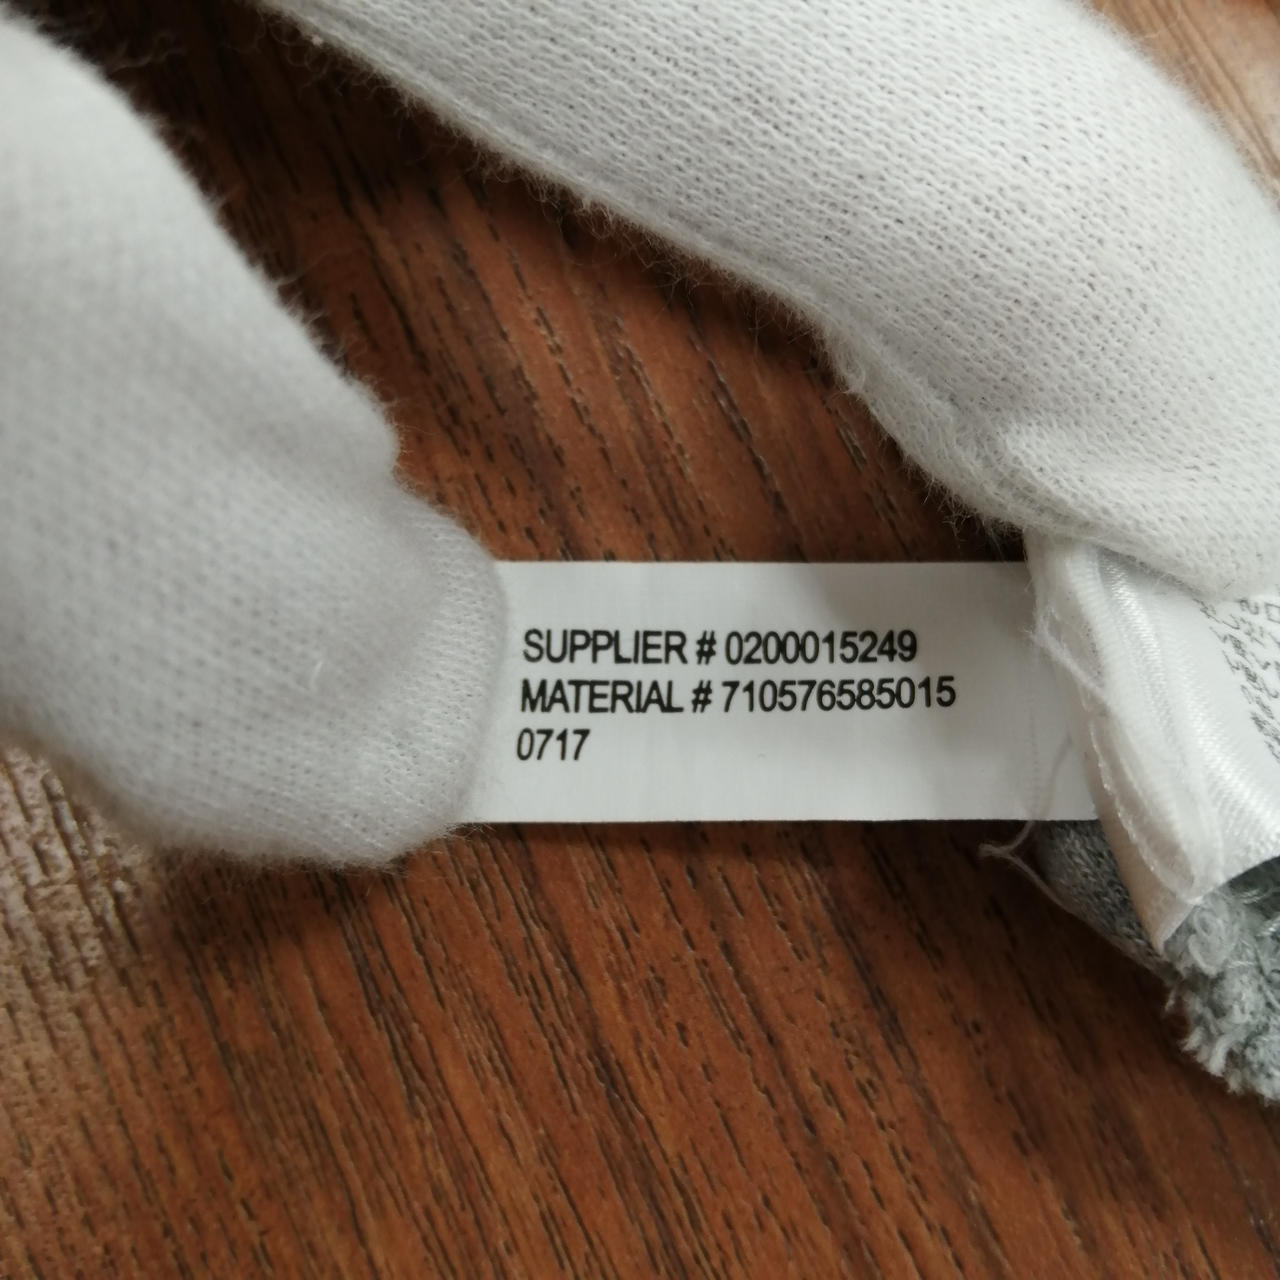 SUPPLIER # 0200015249
MATERIAL # 710576585015
0717